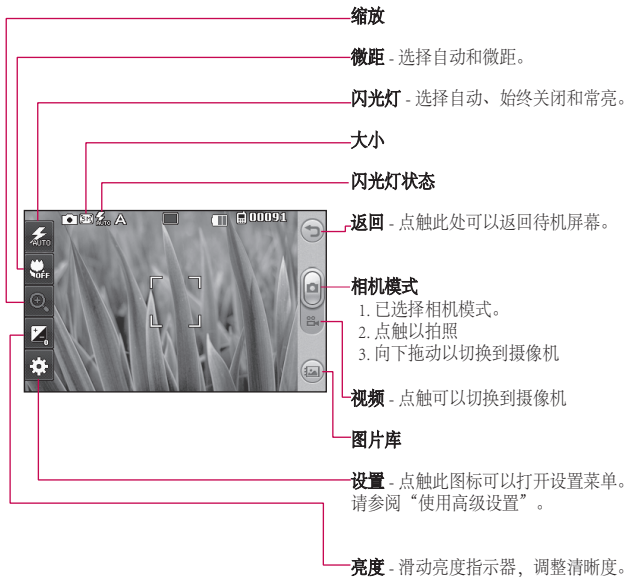 缩放
微距 - 选择自动和微距。
闪光灯 - 选择自动、始终关闭和常亮。
大小
闪光灯状态
返回 - 点触此处可以返回待机屏幕。
相机模式
1. 已选择相机模式。
2. 点触以拍照
3. 向下拖动以切换到摄像机
视频 - 点触可以切换到摄像机
图片库
设置 - 点触此图标可以打开设置菜单。
请参阅“使用高级设置”。
亮度 - 滑动亮度指示器，调整清晰度。
3M AUTO A 00091
AUTO
OFF
0